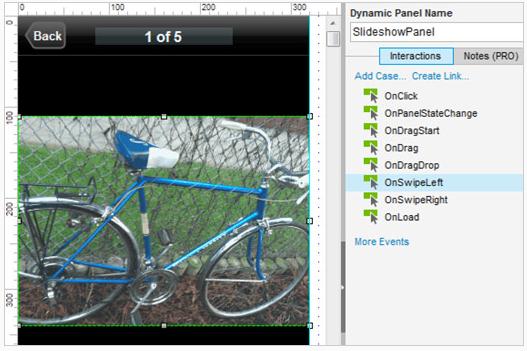 0 100 200 300
0
100
200
300
Back
1 of 5
Dynamic Panel Name
SlideshowPanel
Interactions
Notes (PRO)
Add Case... Create Link...
OnClick
OnPanelStateChange
OnDragStart
OnDrag
OnDragDrop
OnSwipeLeft
OnSwipeRight
OnLoad
More Events